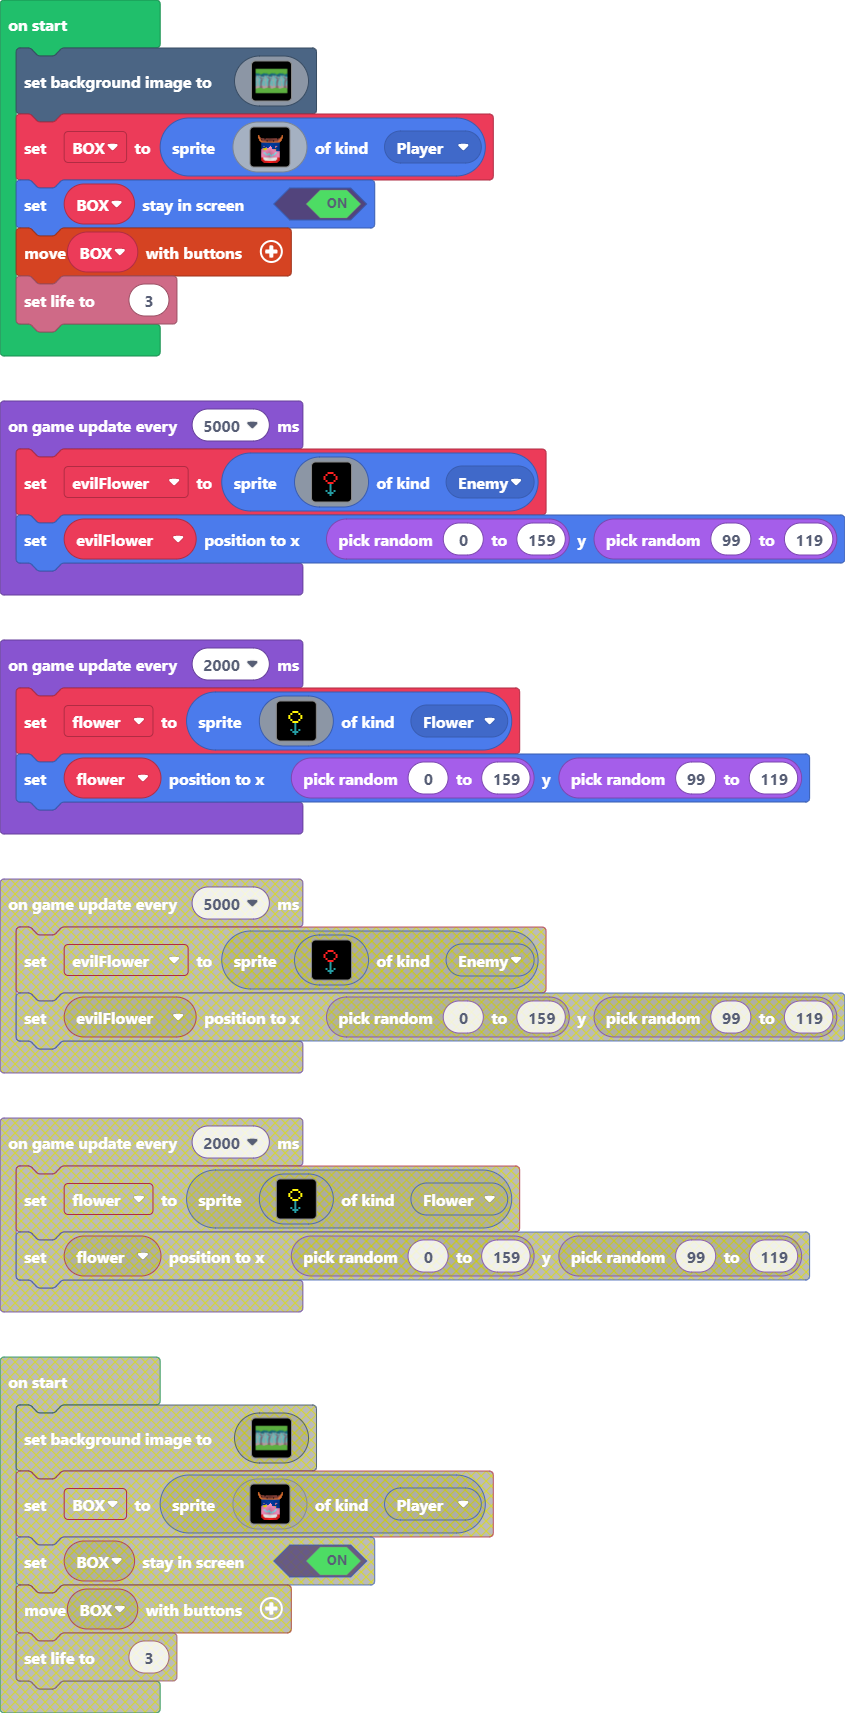 on start
set background image to
set BOX to sprite of kind Player
set BOX stay in screen ON
move BOX with buttons
set life to 3
on game update every 5000 ms
set evilFlower to sprite of kind Enemy
set evilFlower position to x pick random 0 to 159 y pick random 99 to 119
on game update every 2000 ms
set flower to sprite of kind Flower
set flower position to x pick random 0 to 159 y pick random 99 to 119
on game update every 5000 ms
set evilFlower to sprite of kind Enemy
set evilFlower position to x pick random 0 to 159 y pick random 99 to 119
on game update every 2000 ms
set flower to sprite of kind Flower
set flower position to x pick random 0 to 159 y pick random 99 to 119
on start
set background image to
set BOX to sprite of kind Player
set BOX stay in screen ON
move BOX with buttons
set life to 3